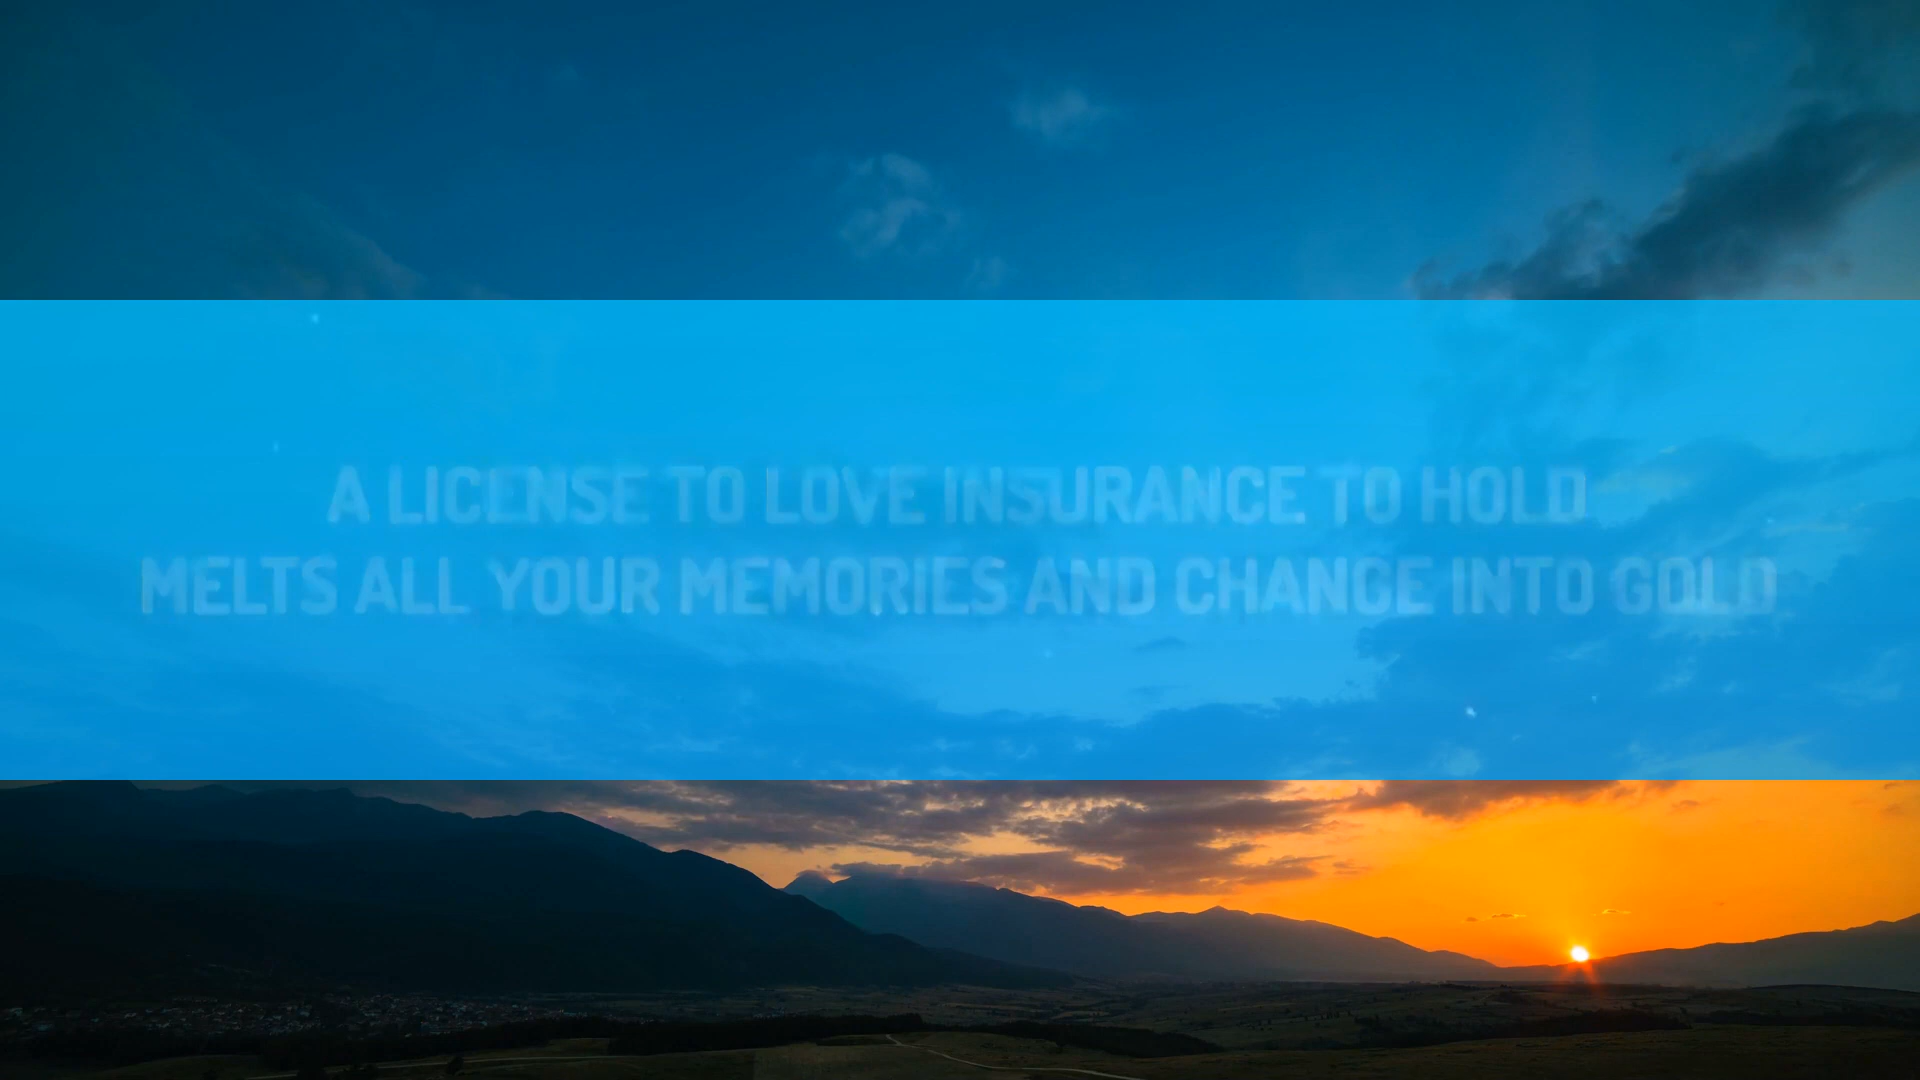 A LICENSE TO LOVE INSURANCE TO HOLD
MELTS ALL YOUR MEMORIES AND CHANGE INTO GOLD